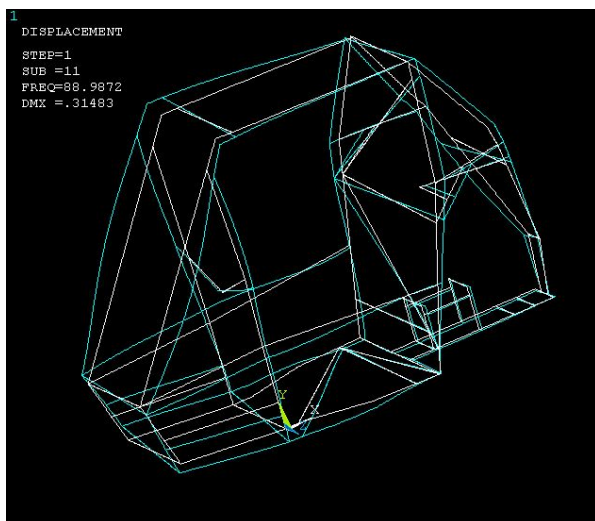 1
DISPLACEMENT
STEP=1
SUB =11
FREQ=88.9872
DMX =.31483
Y
X
Z